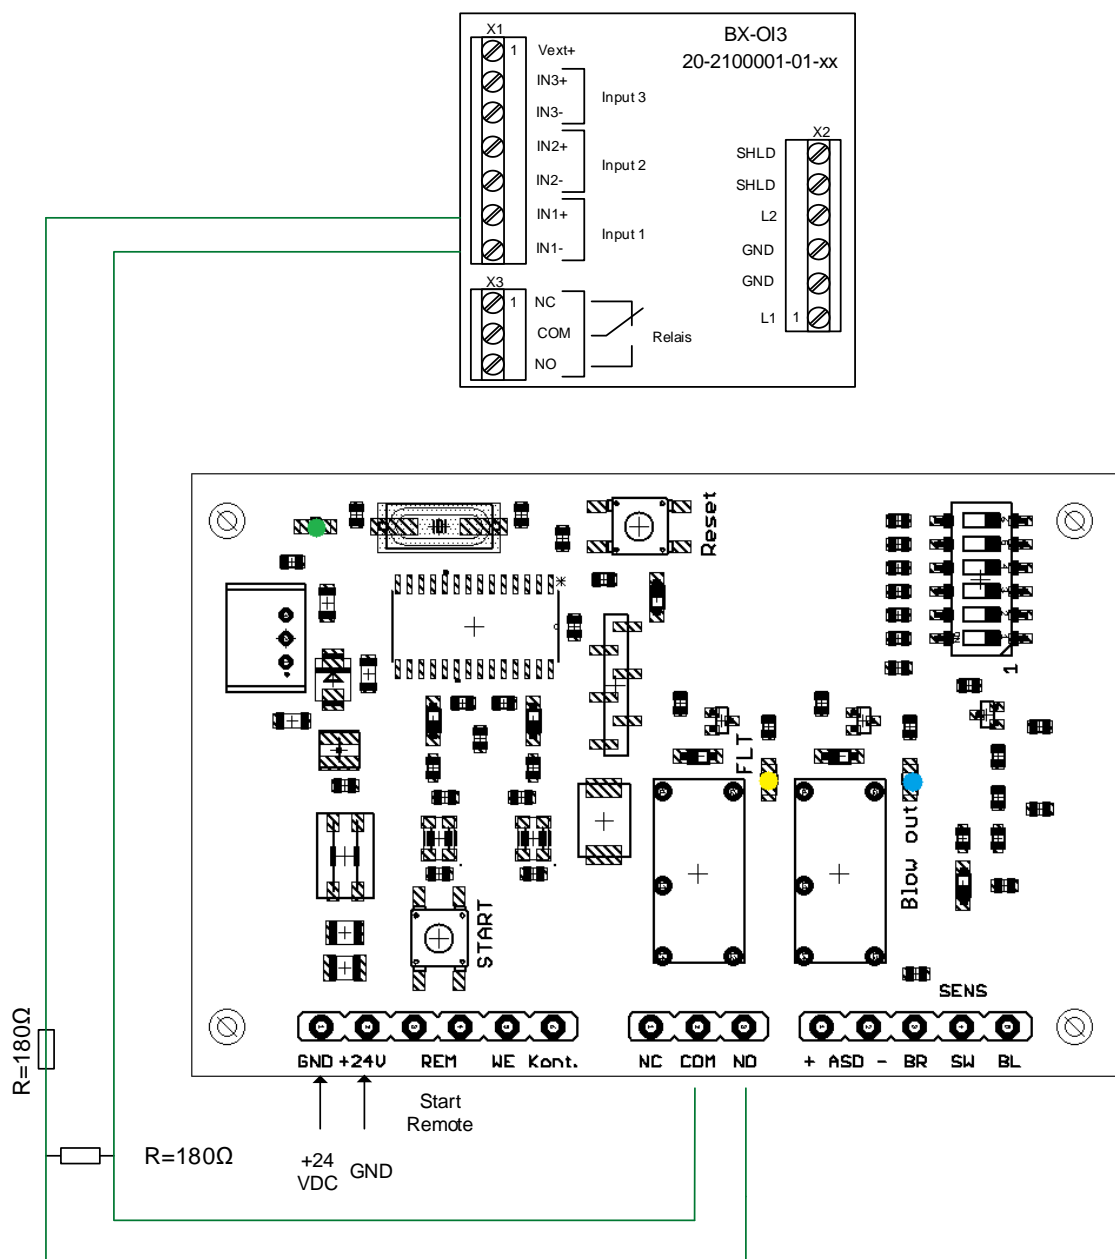 BX-OI3
20-2100001-01-xx
X1
1
Vext+
IN3+
Input 3
IN3-
IN2+
Input 2
IN2-
IN1+
Input 1
IN1-
X2
SHLD
SHLD
L2
GND
GND
L1 1
X3
1 NC
COM
Relais
NO
Reset
1
FLT
Blow out
START
SENS
GND +24V REM WE Kont. NC COM NO + ASD - BR SW BL
R=180Ω
Start
Remote
R=180Ω
+24
VDC
GND